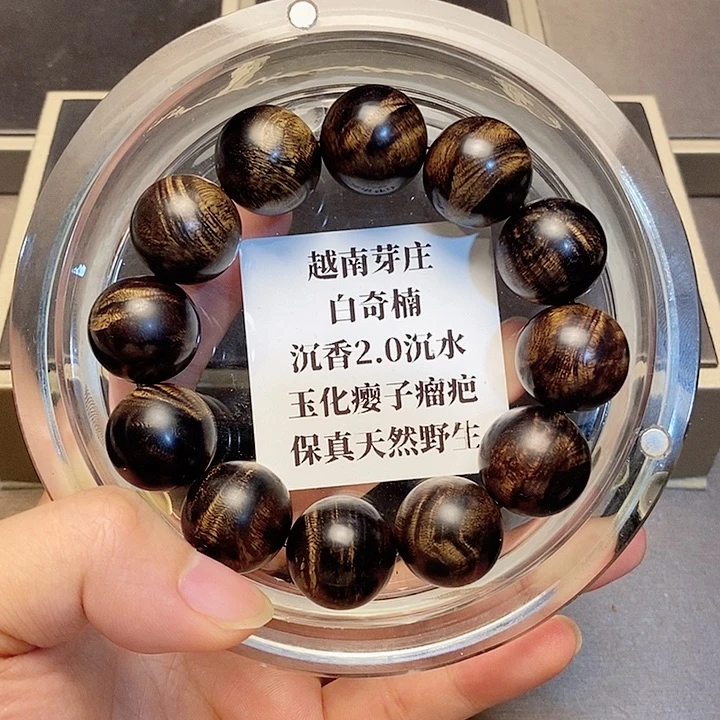 越南芽庄
白奇楠
沉香2.0沉水
玉化瘿子瘤疤
保真天然野生